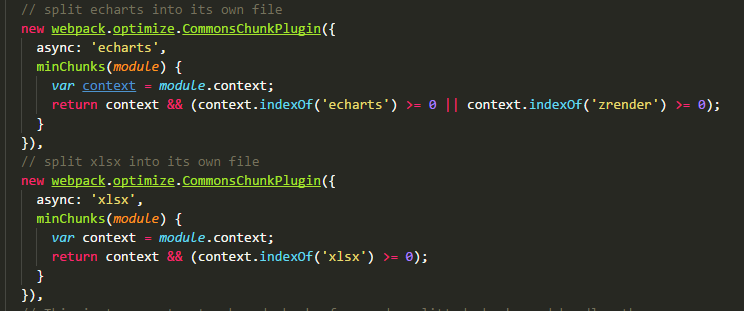 // split echarts into its own file
new webpack.optimize.CommonsChunkPlugin({
async: 'echarts',
minChunks(module) {
var context = module.context;
return context && (context.indexOf('echarts') >= 0 || context.indexOf('zrender') >= 0);
}
}),
// split xlsx into its own file
new webpack.optimize.CommonsChunkPlugin({
async: 'xlsx',
minChunks(module) {
var context = module.context;
return context && (context.indexOf('xlsx') >= 0);
}
}),